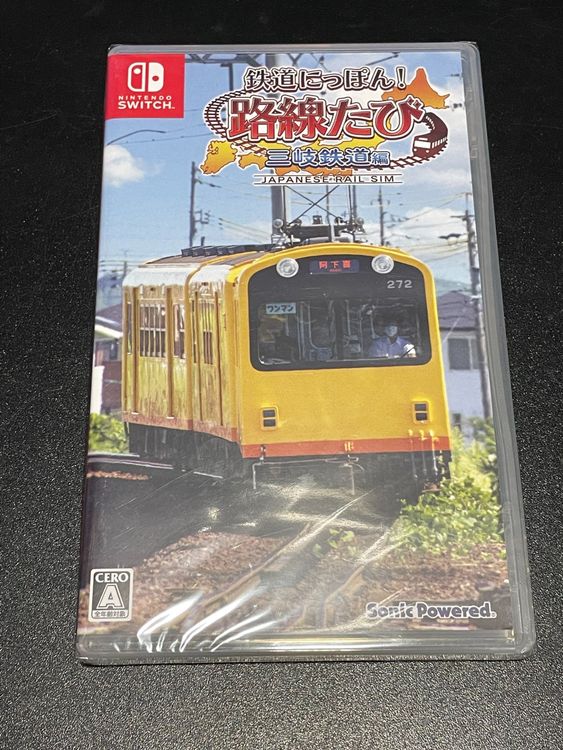 NINTENDO
SWITCH™
鉄道にっぽん!
路線たび
三岐鉄道編
JAPANESE RAIL SIM
阿下喜
272
ワンマン
CERO
A
全年齢対象
Sonic Powered.